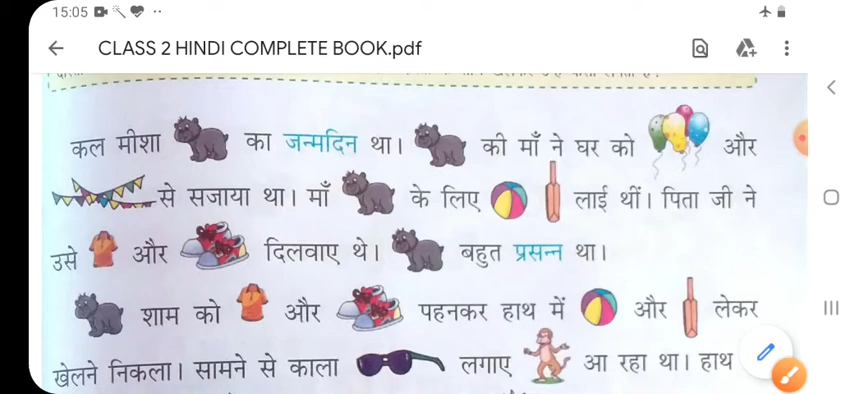 15:05
CLASS 2 HINDI COMPLETE BOOK.pdf
कल मीशा का जन्मदिन था। की माँ ने घर को और
से सजाया था। माँ के लिए लाई थीं। पिता जी ने
उसे और दिलवाए थे। बहुत प्रसन्न था।
शाम को और पहनकर हाथ में और लेकर
खेलने निकला। सामने से काला लगाए आ रहा था। हाथ